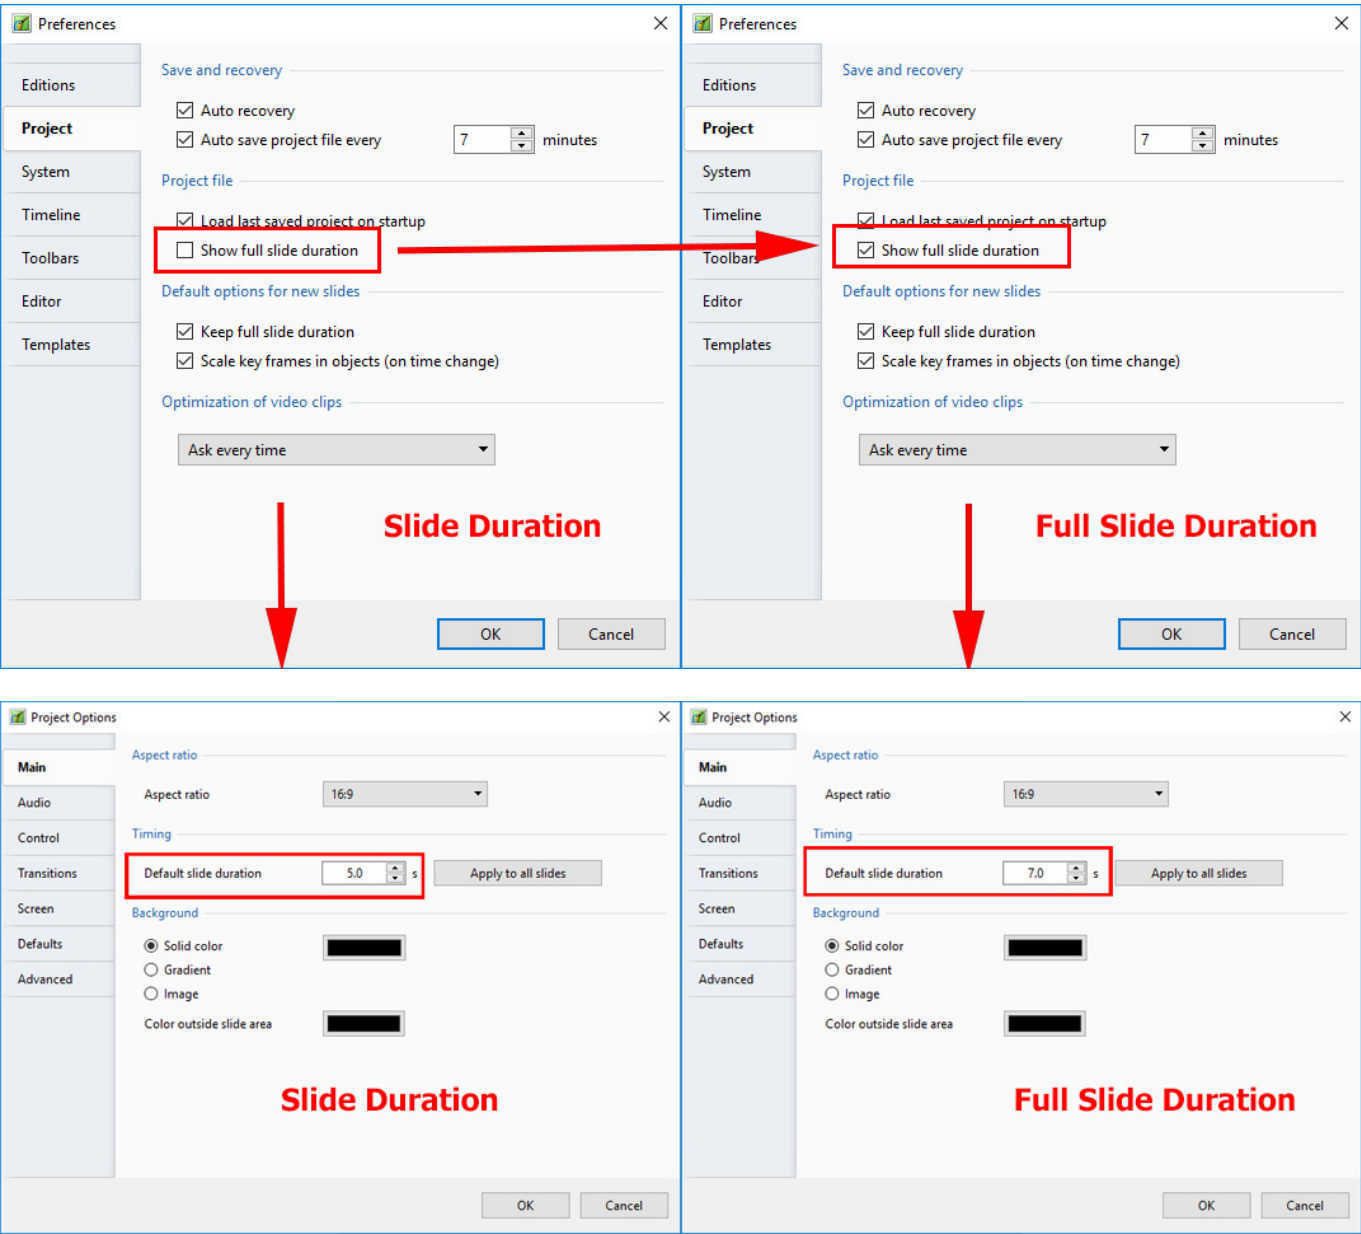 Preferences
Editions
Project
System
Timeline
Toolbars
Editor
Templates
Save and recovery
Auto recovery
Auto save project file every 7 minutes
Project file
Load last saved project on startup
Show full slide duration
Default options for new slides
Keep full slide duration
Scale key frames in objects (on time change)
Optimization of video clips
Ask every time
Slide Duration
OK Cancel
Preferences
Editions
Project
System
Timeline
Toolbars
Editor
Templates
Save and recovery
Auto recovery
Auto save project file every 7 minutes
Project file
Load last saved project on startup
Show full slide duration
Default options for new slides
Keep full slide duration
Scale key frames in objects (on time change)
Optimization of video clips
Ask every time
Full Slide Duration
OK Cancel
Project Options
Main
Audio
Control
Transitions
Screen
Defaults
Advanced
Aspect ratio
Aspect ratio 16:9
Timing
Default slide duration 5.0 s Apply to all slides
Background
Solid color
Gradient
Image
Color outside slide area
Slide Duration
OK Cancel
Project Options
Main
Audio
Control
Transitions
Screen
Defaults
Advanced
Aspect ratio
Aspect ratio 16:9
Timing
Default slide duration 7.0 s Apply to all slides
Background
Solid color
Gradient
Image
Color outside slide area
Full Slide Duration
OK Cancel